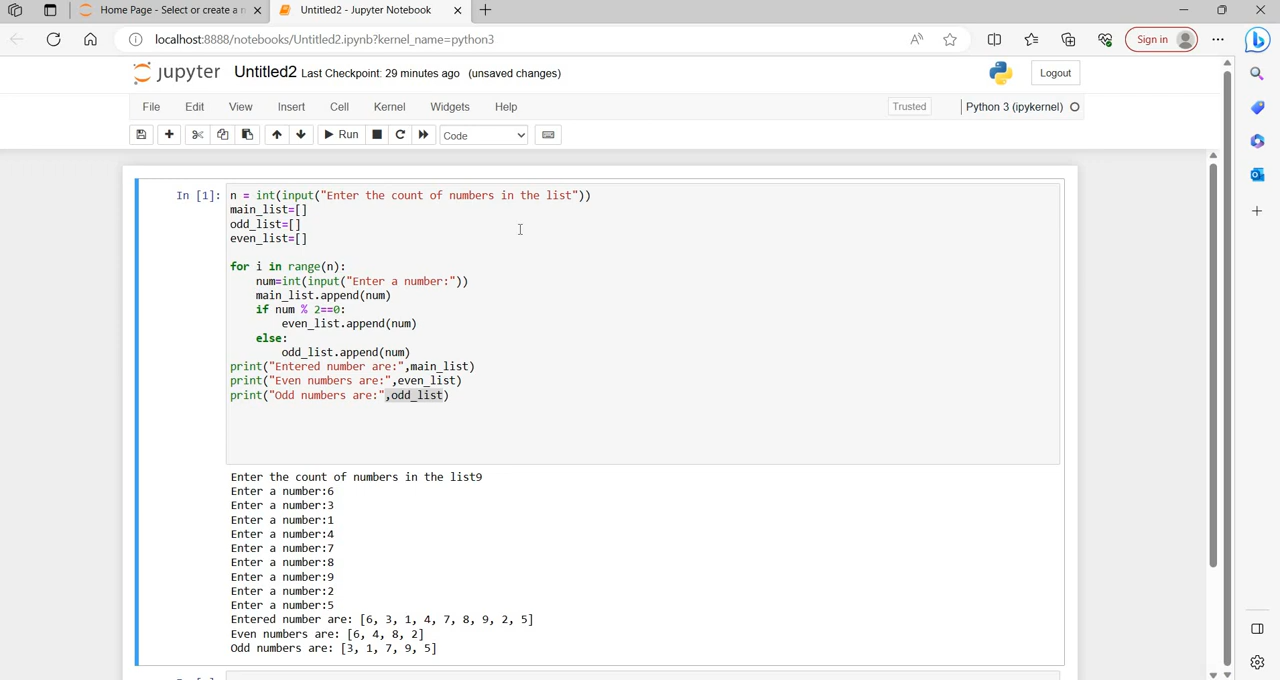 Home Page - Select or create a n
Untitled2 - Jupyter Notebook
localhost:8888/notebooks/Untitled2.ipynb?kernel_name=python3
Sign in
jupyter Untitled2 Last Checkpoint: 29 minutes ago (unsaved changes)
Logout
File Edit View Insert Cell Kernel Widgets Help Trusted Python 3 (ipykernel)
Run Code
In [1]: n = int(input("Enter the count of numbers in the list"))
main_list=[]
odd_list=[]
even_list=[]
for i in range(n):
num=int(input("Enter a number:"))
main_list.append(num)
if num % 2==0:
even_list.append(num)
else:
odd_list.append(num)
print("Entered number are:",main_list)
print("Even numbers are:",even_list)
print("Odd numbers are:",odd_list)
Enter the count of numbers in the list9
Enter a number:6
Enter a number:3
Enter a number:1
Enter a number:4
Enter a number:7
Enter a number:8
Enter a number:9
Enter a number:2
Enter a number:5
Entered number are: [6, 3, 1, 4, 7, 8, 9, 2, 5]
Even numbers are: [6, 4, 8, 2]
Odd numbers are: [3, 1, 7, 9, 5]